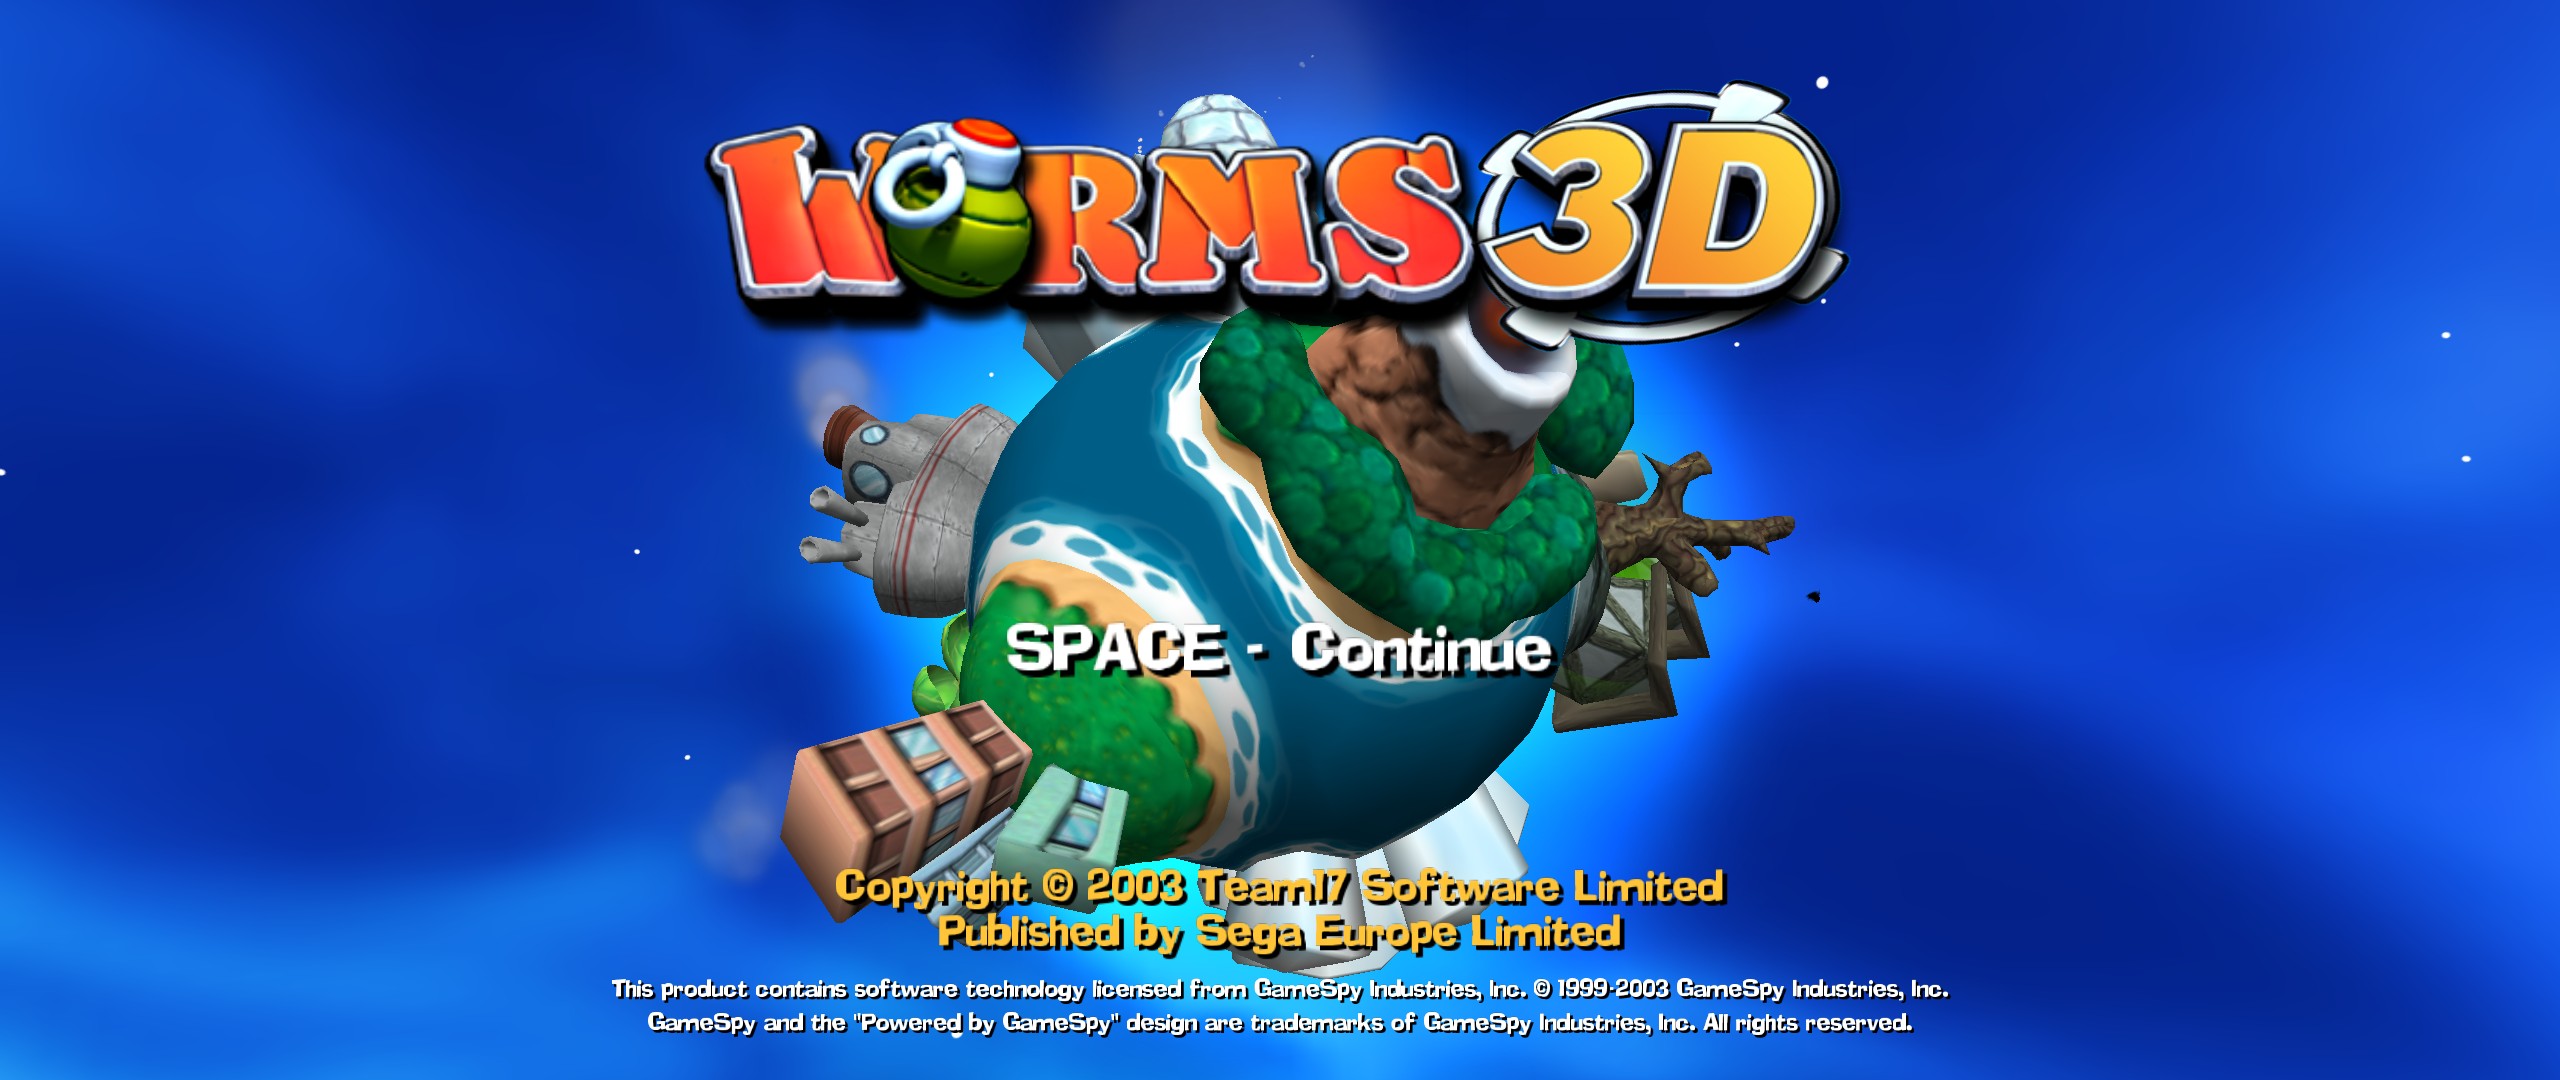 WORMS 3D
SPACE - Continue
Copyright © 2003 Team17 Software Limited
Published by Sega Europe Limited
This product contains software technology licensed from GameSpy Industries, Inc. © 1999-2003 GameSpy Industries, Inc.
GameSpy and the "Powered by GameSpy" design are trademarks of GameSpy Industries, Inc. All rights reserved.